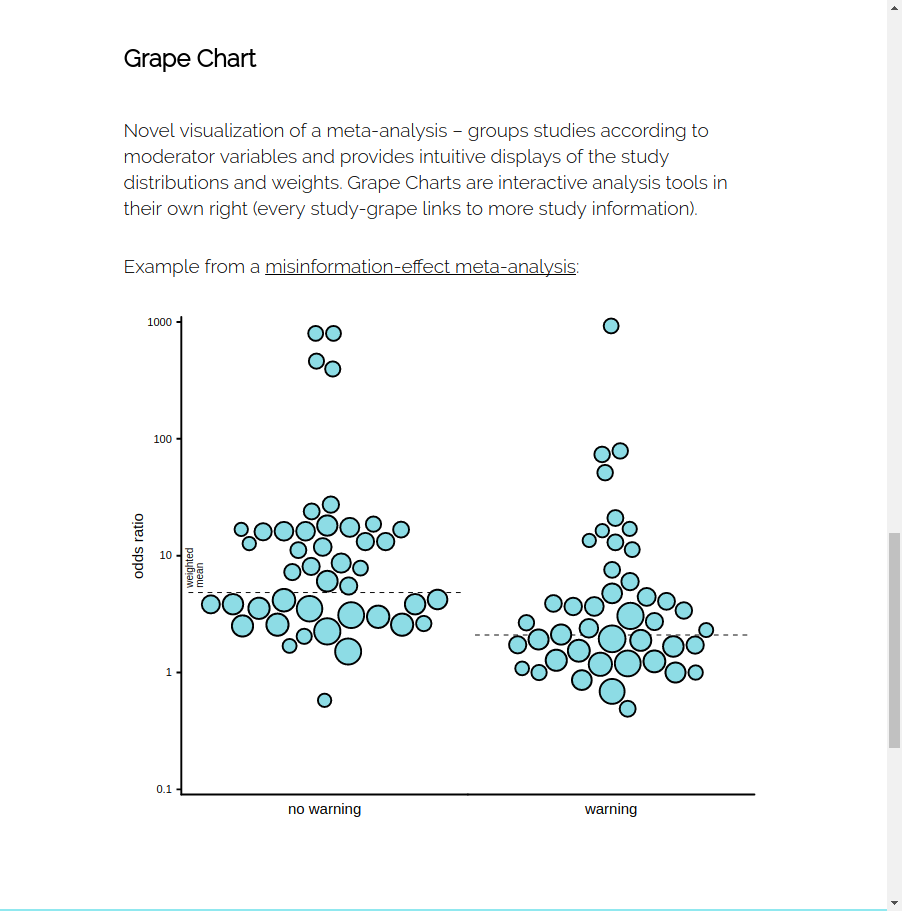 Grape Chart
Novel visualization of a meta-analysis – groups studies according to
moderator variables and provides intuitive displays of the study
distributions and weights. Grape Charts are interactive analysis tools in
their own right (every study-grape links to more study information).
Example from a misinformation-effect meta-analysis:
1000
100
10
1
0.1
odds ratio
weighted
mean
no warning
warning